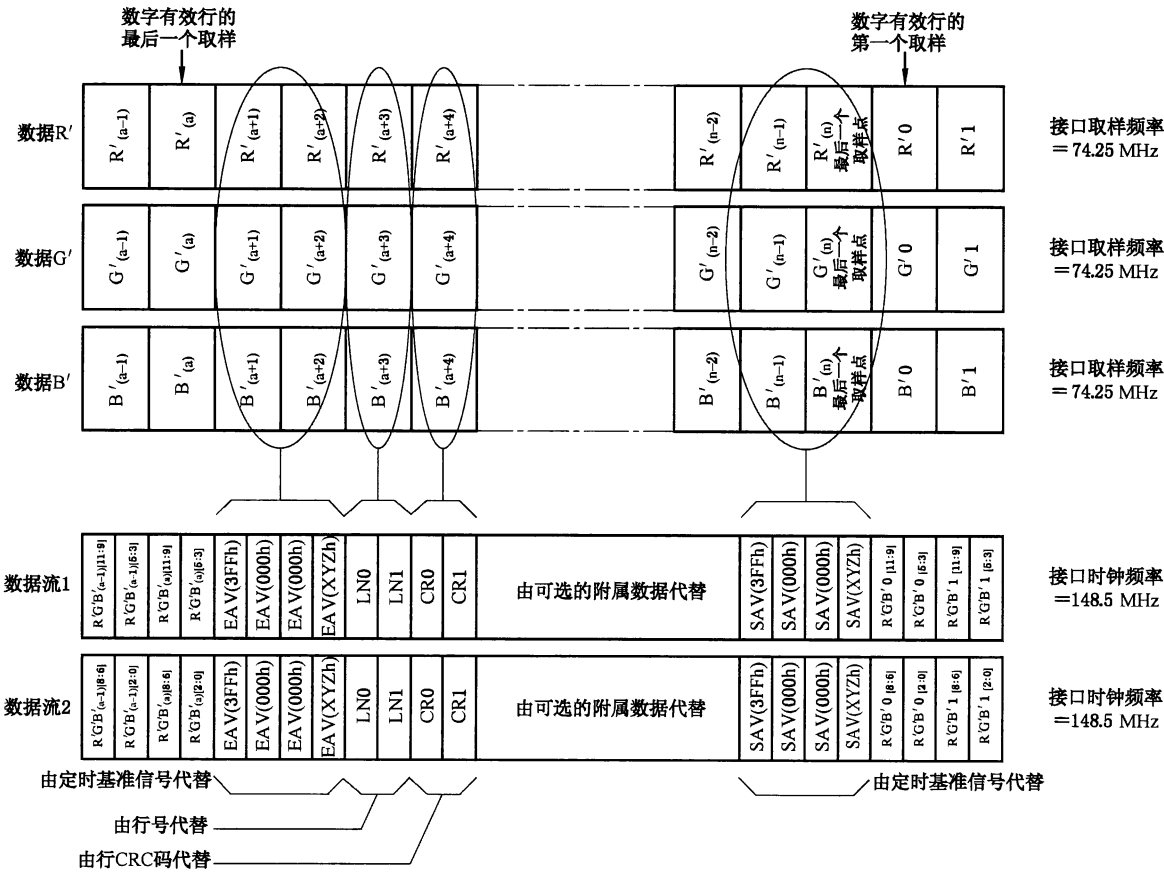 数字有效行的
最后一个取样
数字有效行的
第一个取样
数据R′
R′(a−1)
R′(a)
R′(a+1)
R′(a+2)
R′(a+3)
R′(a+4)
R′(n−2)
R′(n−1)
R′(n)
最后一个
取样点
R′0
R′1
接口取样频率
=74.25 MHz
数据G′
G′(a−1)
G′(a)
G′(a+1)
G′(a+2)
G′(a+3)
G′(a+4)
G′(n−2)
G′(n−1)
G′(n)
最后一个
取样点
G′0
G′1
接口取样频率
=74.25 MHz
数据B′
B′(a−1)
B′(a)
B′(a+1)
B′(a+2)
B′(a+3)
B′(a+4)
B′(n−2)
B′(n−1)
B′(n)
最后一个
取样点
B′0
B′1
接口取样频率
=74.25 MHz
数据流1
R′G′B′(a−1)[11:9]
R′G′B′(a−1)[5:3]
R′G′B′(a)[11:9]
R′G′B′(a)[5:3]
EAV(3FFh)
EAV(000h)
EAV(000h)
EAV(XYZh)
LN0
LN1
CR0
CR1
由可选的附属数据代替
SAV(3FFh)
SAV(000h)
SAV(000h)
SAV(XYZh)
R′G′B′ 0 [11:9]
R′G′B′ 0 [5:3]
R′G′B′ 1 [11:9]
R′G′B′ 1 [5:3]
接口时钟频率
=148.5 MHz
数据流2
R′G′B′(a−1)[8:6]
R′G′B′(a−1)[2:0]
R′G′B′(a)[8:6]
R′G′B′(a)[2:0]
EAV(3FFh)
EAV(000h)
EAV(000h)
EAV(XYZh)
LN0
LN1
CR0
CR1
由可选的附属数据代替
SAV(3FFh)
SAV(000h)
SAV(000h)
SAV(XYZh)
R′G′B′ 0 [8:6]
R′G′B′ 0 [2:0]
R′G′B′ 1 [8:6]
R′G′B′ 1 [2:0]
接口时钟频率
=148.5 MHz
由定时基准信号代替
由定时基准信号代替
由行号代替
由行CRC码代替